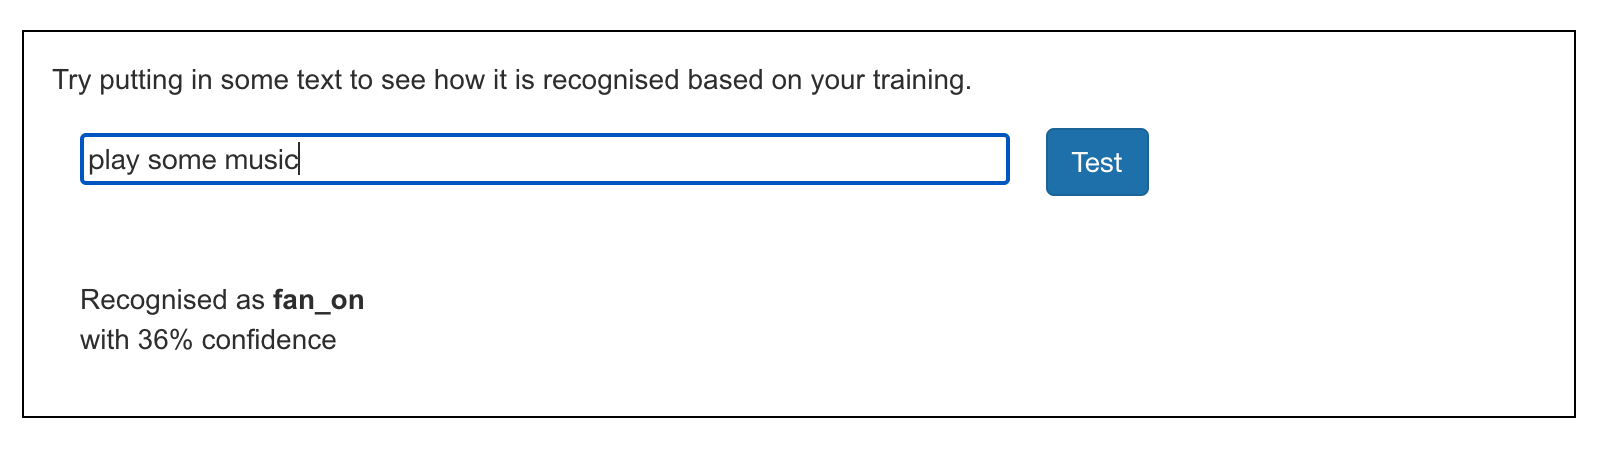 Try putting in some text to see how it is recognised based on your training.
play some music
Test
Recognised as fan_on
with 36% confidence